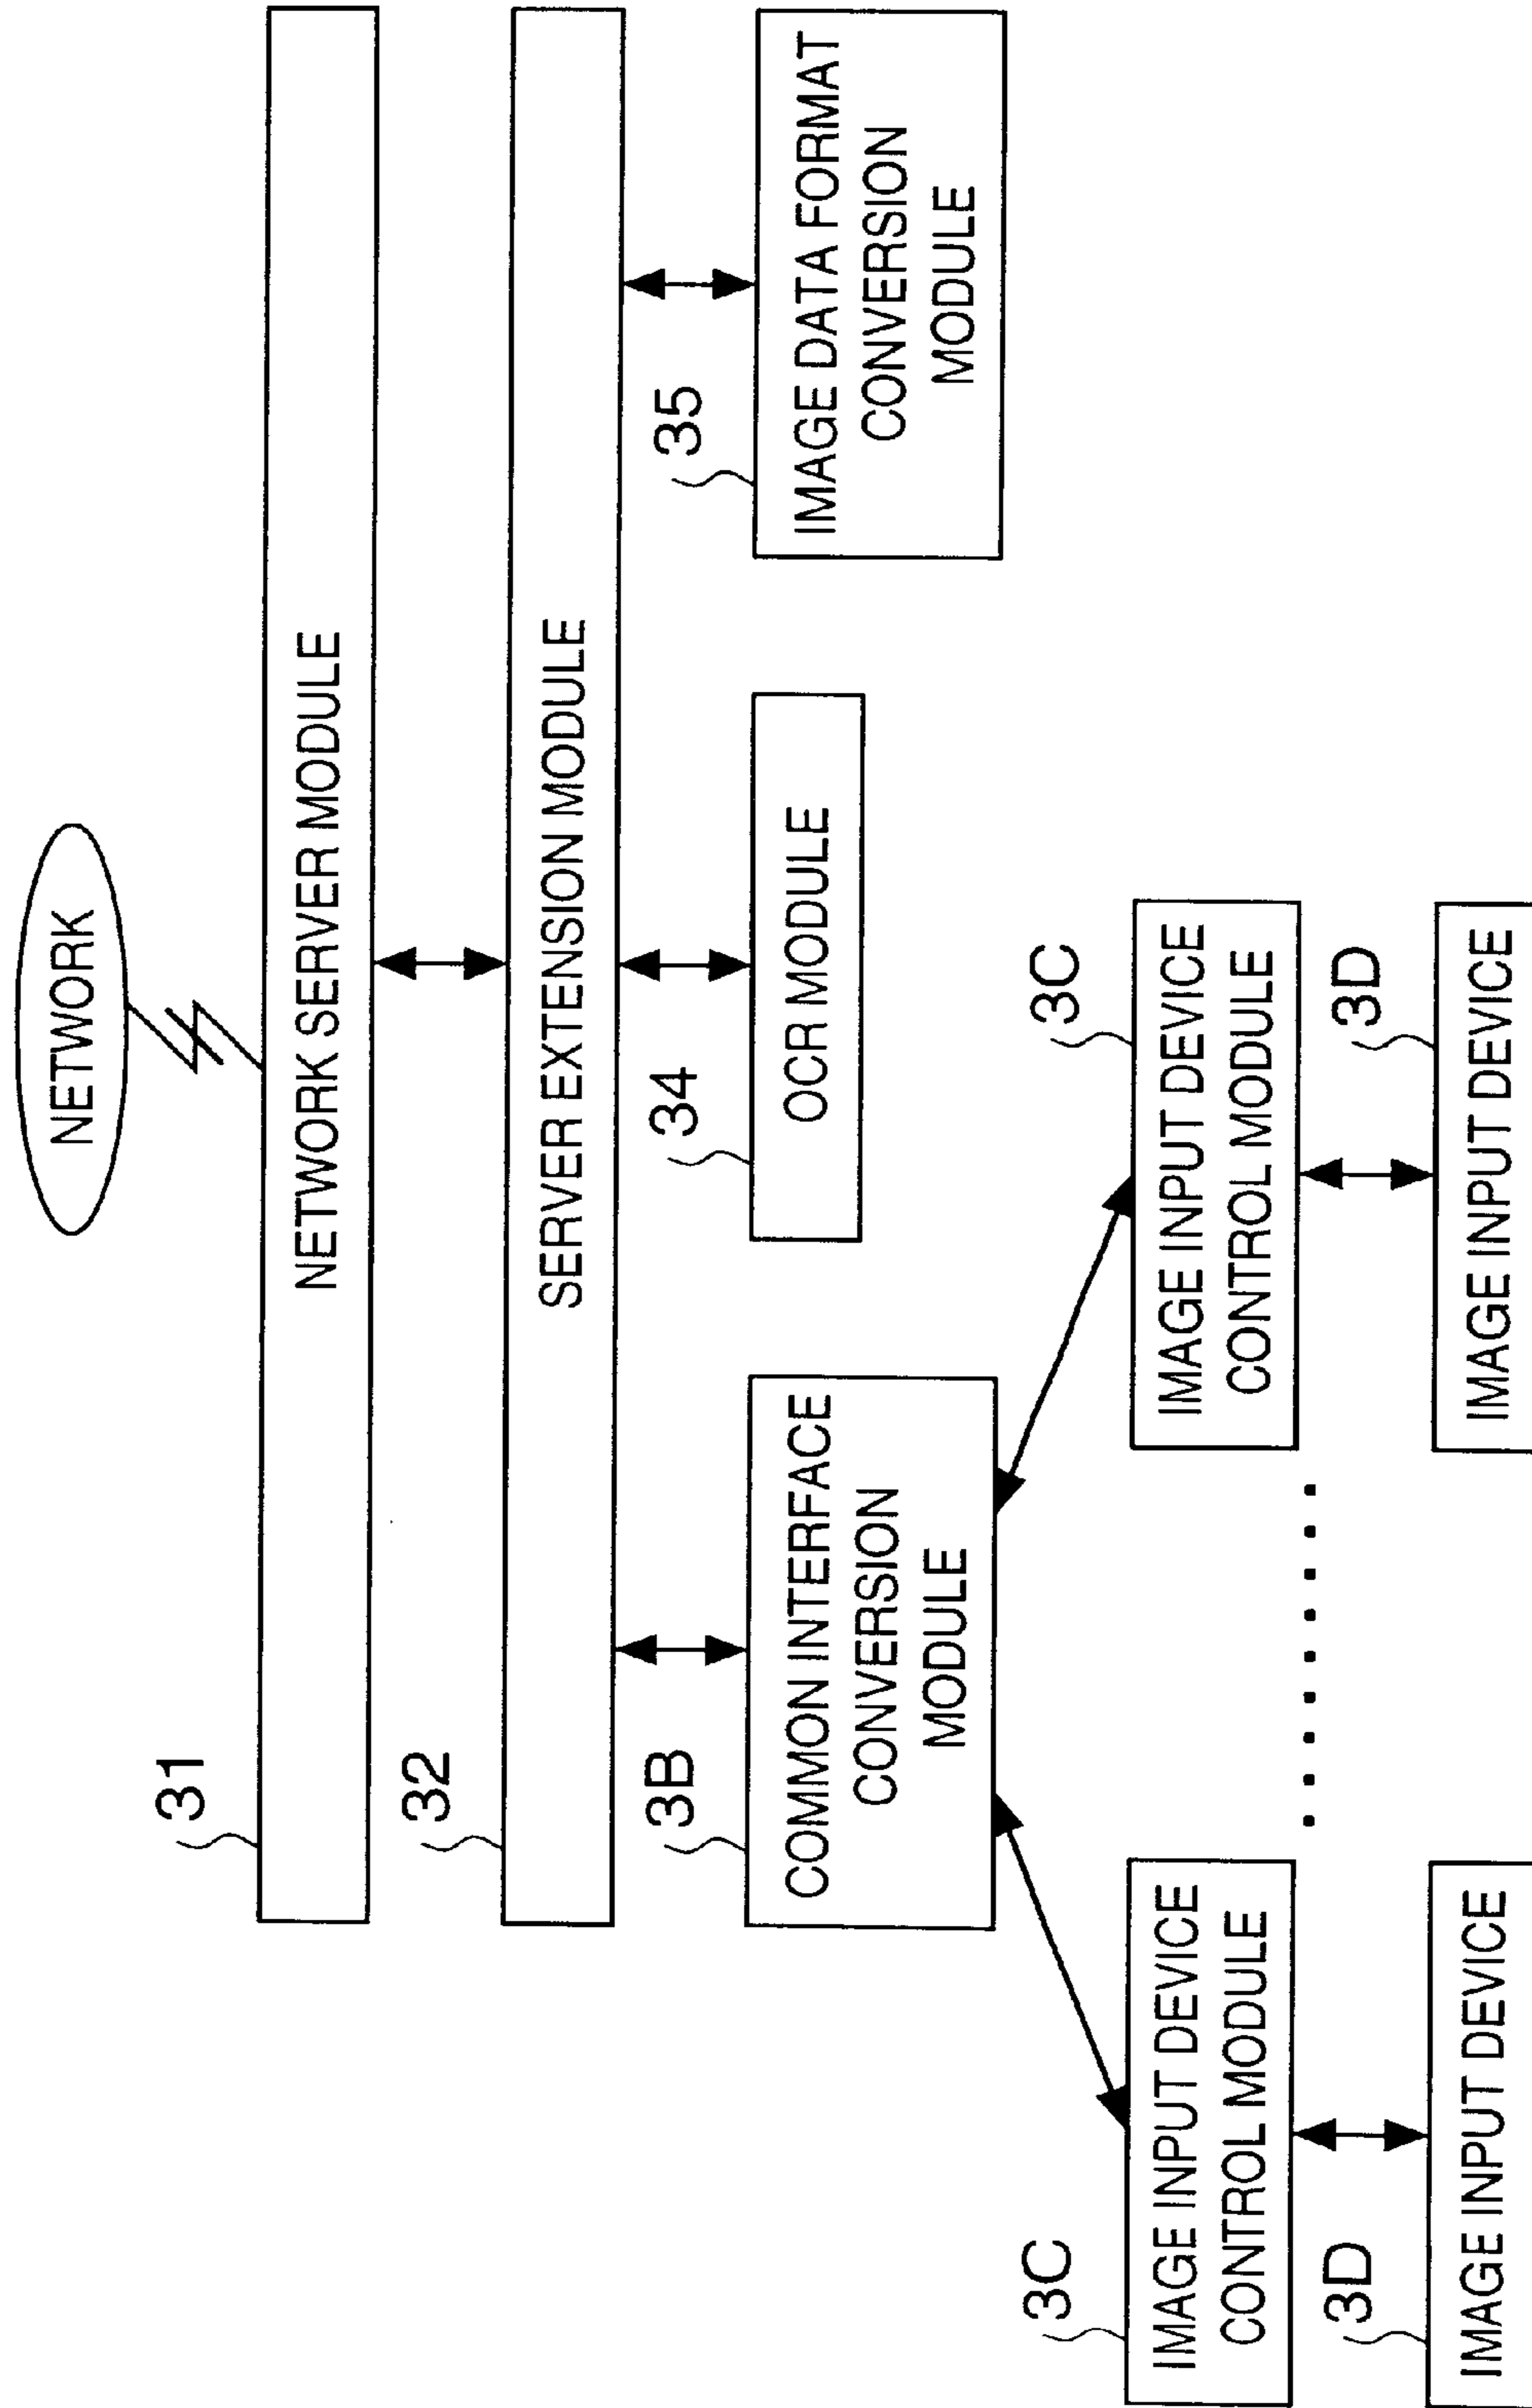 NETWORK
31
NETWORK SERVER MODULE
32
SERVER EXTENSION MODULE
3B
COMMON INTERFACE
CONVERSION
MODULE
34
OCR MODULE
35
IMAGE DATA FORMAT
CONVERSION
MODULE
3C
IMAGE INPUT DEVICE
CONTROL MODULE
3C
IMAGE INPUT DEVICE
CONTROL MODULE
3D
IMAGE INPUT DEVICE
3D
IMAGE INPUT DEVICE